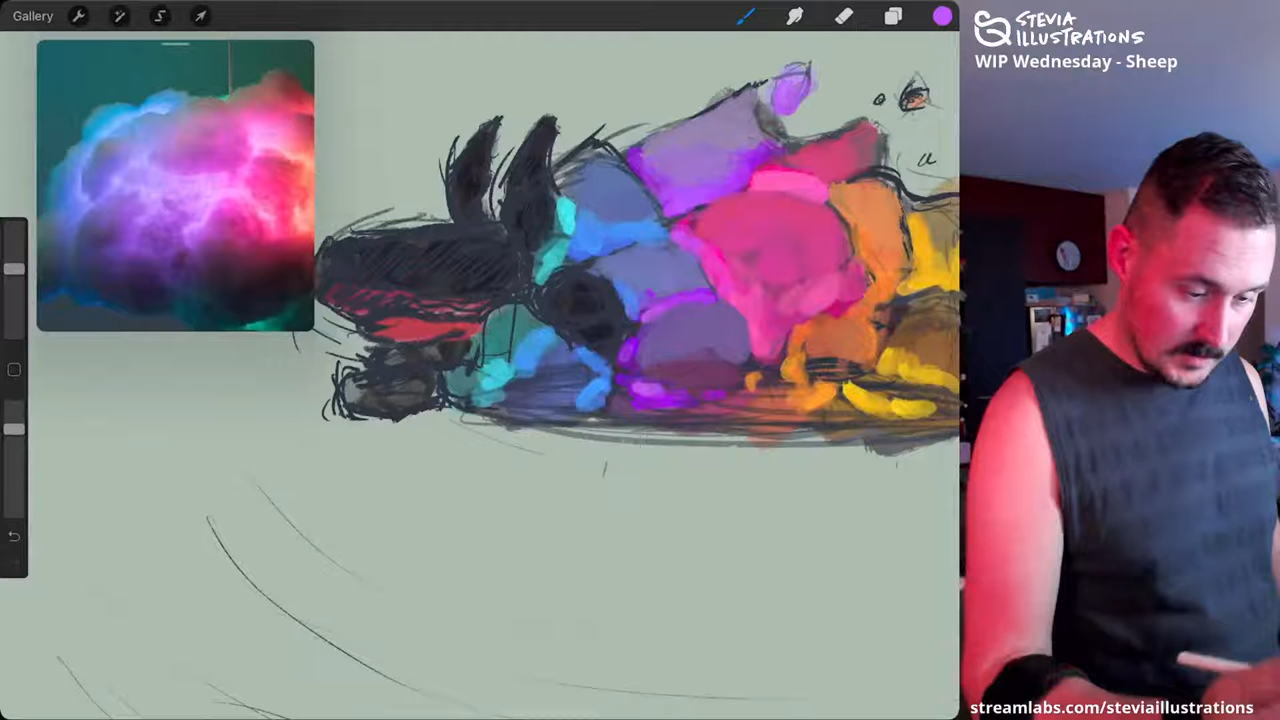 Gallery
STEVIA
ILLUSTRATIONS
WIP Wednesday - Sheep
a
streamlabs.com/steviaillustrations